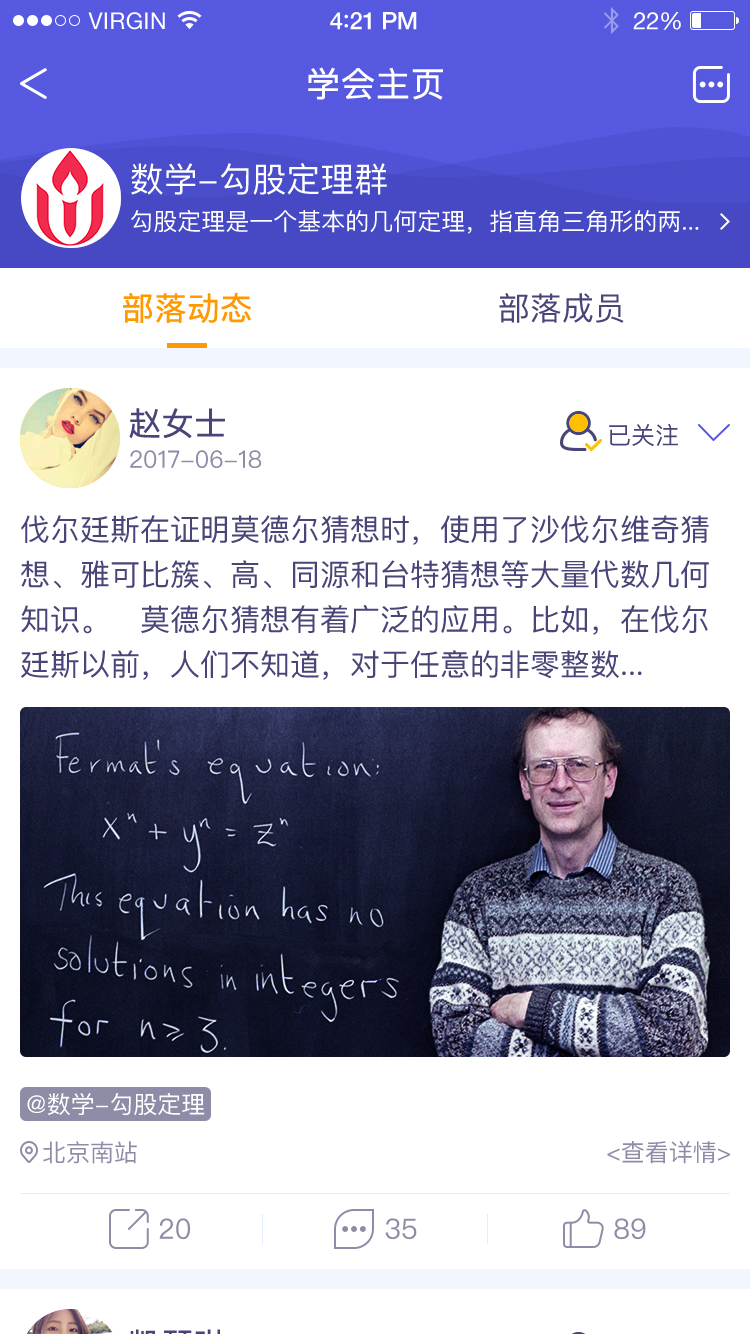 VIRGIN
4:21 PM
22%
学会主页
数学-勾股定理群
勾股定理是一个基本的几何定理，指直角三角形的两...
部落动态
部落成员
赵女士
2017-06-18
已关注
伐尔廷斯在证明莫德尔猜想时，使用了沙伐尔维奇猜
想、雅可比簇、高、同源和台特猜想等大量代数几何
知识。　莫德尔猜想有着广泛的应用。比如，在伐尔
廷斯以前，人们不知道，对于任意的非零整数...
Fermat's equation:
xⁿ + yⁿ = zⁿ
This equation has no
solutions in integers
for n ≥ 3.
@数学-勾股定理
北京南站
<查看详情>
20
35
89